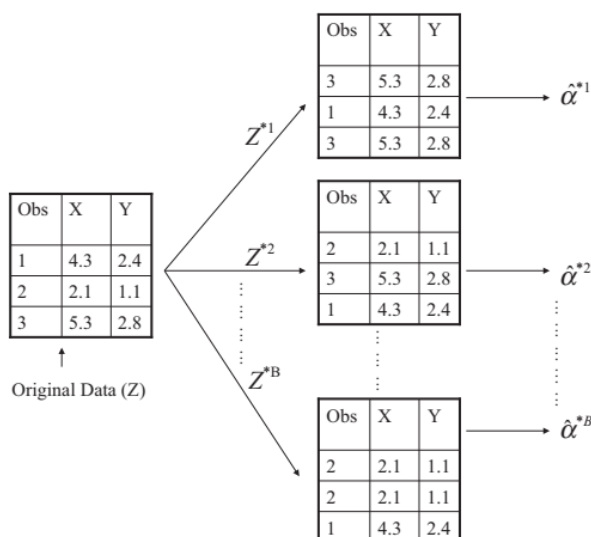 Obs X Y
3 5.3 2.8
1 4.3 2.4
3 5.3 2.8
α̂*1
Z*1
Obs X Y
1 4.3 2.4
2 2.1 1.1
3 5.3 2.8
Original Data (Z)
Z*2
Obs X Y
2 2.1 1.1
3 5.3 2.8
1 4.3 2.4
α̂*2
Z*B
Obs X Y
2 2.1 1.1
2 2.1 1.1
1 4.3 2.4
α̂*B